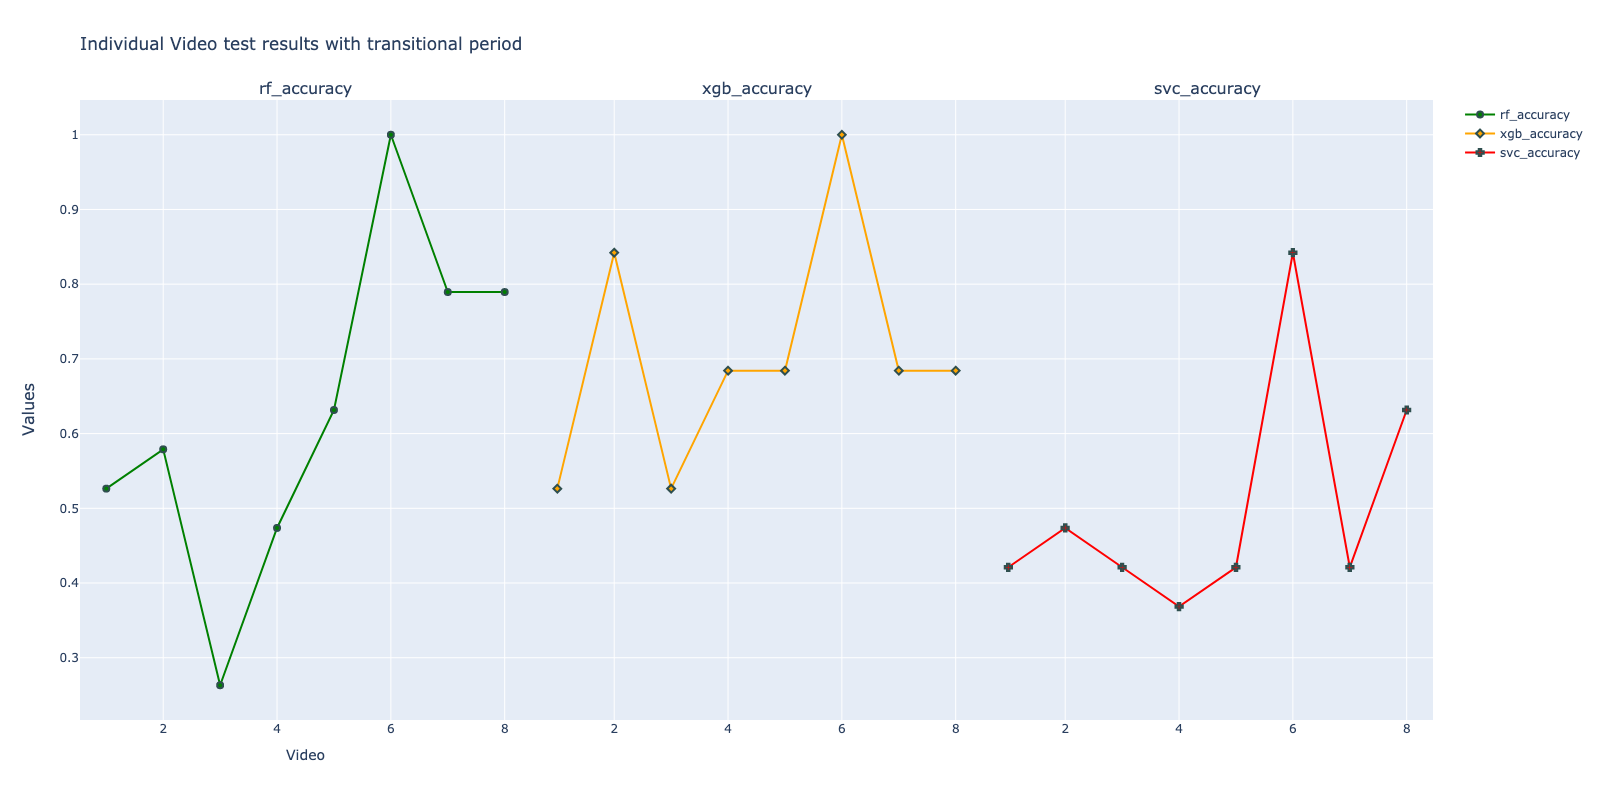 Individual Video test results with transitional period
rf_accuracy xgb_accuracy svc_accuracy
rf_accuracy
xgb_accuracy
svc_accuracy
1
0.9
0.8
0.7
0.6
0.5
0.4
0.3
Values
2 4 6 8 2 4 6 8 2 4 6 8
Video